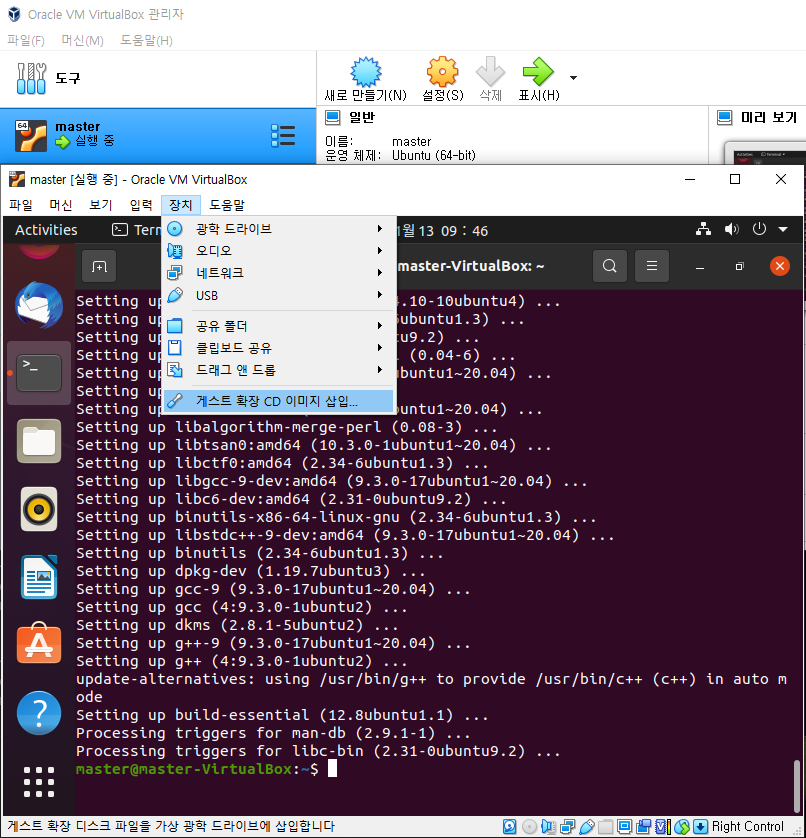 Oracle VM VirtualBox 관리자
파일(F) 머신(M) 도움말(H)
도구
새로 만들기(N) 설정(S) 삭제 표시(H)
64 master
실행 중
일반
이름: master
운영 체제: Ubuntu (64-bit)
미리 보기
master [실행 중] - Oracle VM VirtualBox
파일 머신 보기 입력 장치 도움말
Activities Tern 1월 13 09 : 46
광학 드라이브
오디오
네트워크
USB
공유 폴더
클립보드 공유
드래그 앤 드롭
게스트 확장 CD 이미지 삽입...
master-VirtualBox: ~
Setting up .10-10ubuntu4) ...
Setting up ubuntu1.3) ...
Setting up 9.2) ...
Setting up (0.04-6) ...
Setting up 17ubuntu1~20.04) ...
Setting up
Setting up 17ubuntu1~20.04) ...
Setting up libalgorithm-merge-perl (0.08-3) ...
Setting up libtsan0:amd64 (10.3.0-1ubuntu1~20.04) ...
Setting up libctf0:amd64 (2.34-6ubuntu1.3) ...
Setting up libgcc-9-dev:amd64 (9.3.0-17ubuntu1~20.04) ...
Setting up libc6-dev:amd64 (2.31-0ubuntu9.2) ...
Setting up binutils-x86-64-linux-gnu (2.34-6ubuntu1.3) ...
Setting up libstdc++-9-dev:amd64 (9.3.0-17ubuntu1~20.04) ...
Setting up binutils (2.34-6ubuntu1.3) ...
Setting up dpkg-dev (1.19.7ubuntu3) ...
Setting up gcc-9 (9.3.0-17ubuntu1~20.04) ...
Setting up gcc (4:9.3.0-1ubuntu2) ...
Setting up dkms (2.8.1-5ubuntu2) ...
Setting up g++-9 (9.3.0-17ubuntu1~20.04) ...
Setting up g++ (4:9.3.0-1ubuntu2) ...
update-alternatives: using /usr/bin/g++ to provide /usr/bin/c++ (c++) in auto m
ode
Setting up build-essential (12.8ubuntu1.1) ...
Processing triggers for man-db (2.9.1-1) ...
Processing triggers for libc-bin (2.31-0ubuntu9.2) ...
master@master-VirtualBox:~$
게스트 확장 디스크 파일을 가상 광학 드라이브에 삽입합니다 Right Control